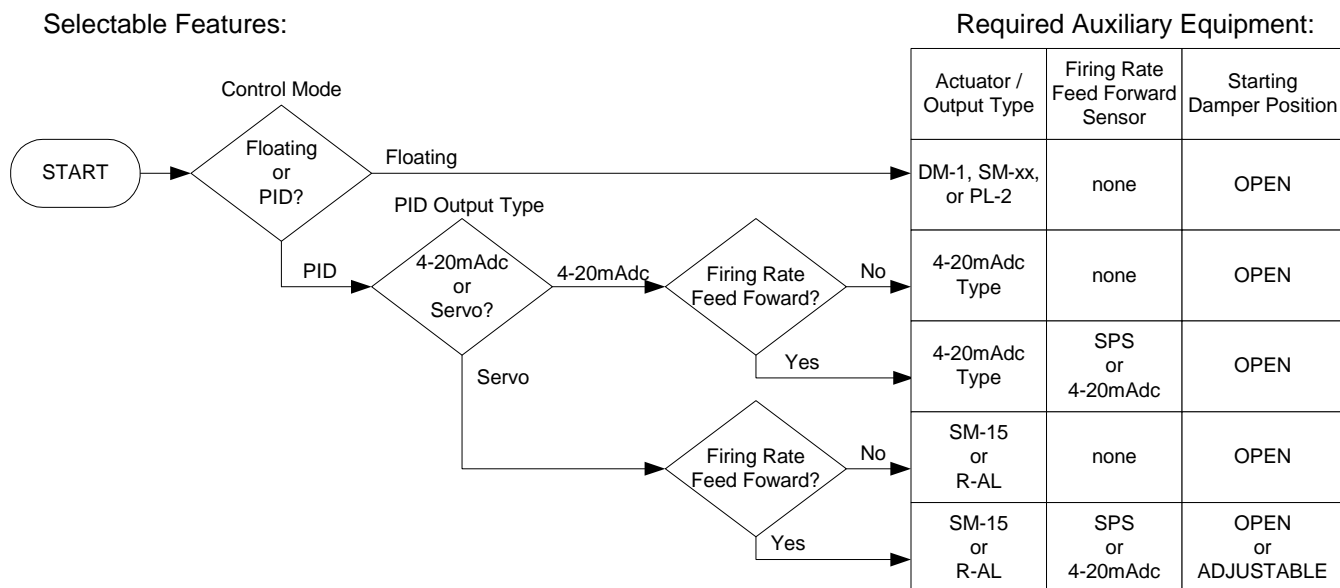 Selectable Features:
Required Auxiliary Equipment:
Control Mode
START
Floating
or
PID?
Floating
PID
PID Output Type
4-20mAdc
or
Servo?
4-20mAdc
Servo
Firing Rate
Feed Foward?
No
Yes
Firing Rate
Feed Foward?
No
Yes
Actuator /
Output Type
Firing Rate
Feed Forward
Sensor
Starting
Damper Position
DM-1, SM-xx,
or PL-2
none
OPEN
4-20mAdc
Type
none
OPEN
4-20mAdc
Type
SPS
or
4-20mAdc
OPEN
SM-15
or
R-AL
none
OPEN
SM-15
or
R-AL
SPS
or
4-20mAdc
OPEN
or
ADJUSTABLE